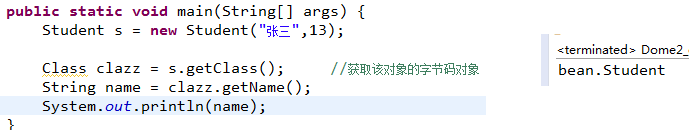 public static void main(String[] args) {
Student s = new Student("张三",13);
Class clazz = s.getClass(); //获取该对象的字节码对象
String name = clazz.getName();
System.out.println(name);
}
<terminated> Dome2_
bean.Student